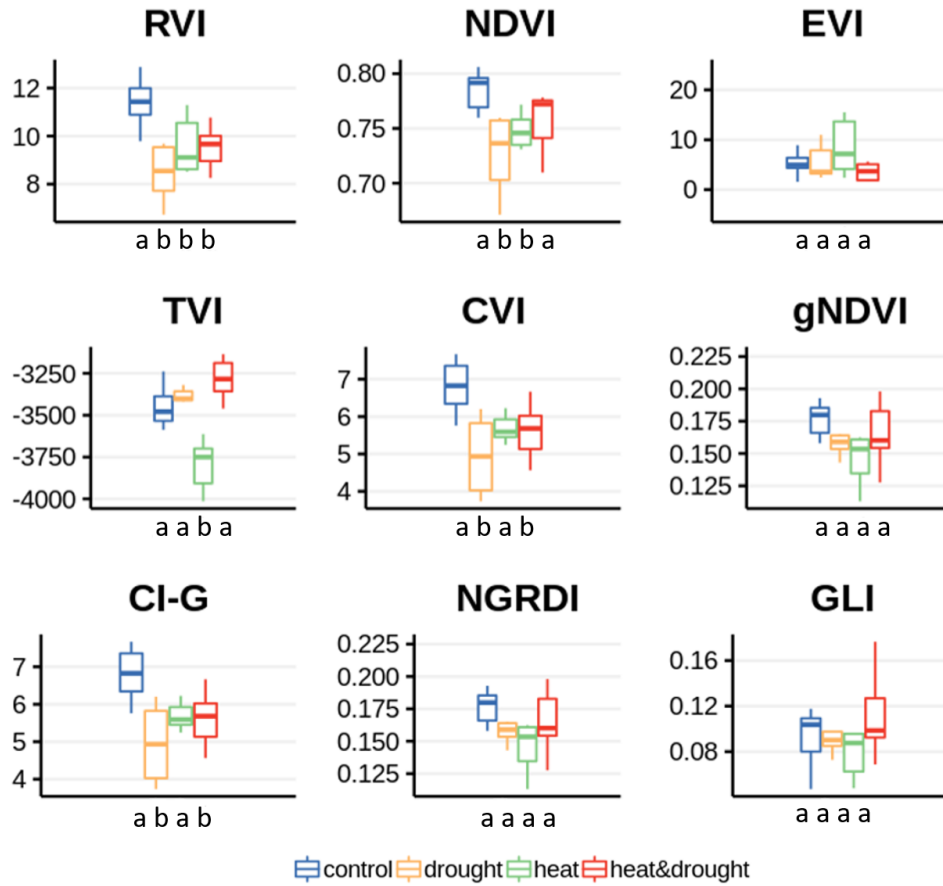 RVI
12
10
8
a b b b
NDVI
0.80
0.75
0.70
a b b a
EVI
20
10
0
a a a a
TVI
-3250
-3500
-3750
-4000
a a b a
CVI
7
6
5
4
a b a b
gNDVI
0.225
0.200
0.175
0.150
0.125
a a a a
CI-G
7
6
5
4
a b a b
NGRDI
0.225
0.200
0.175
0.150
0.125
a a a a
GLI
0.16
0.12
0.08
a a a a
control drought heat heat&drought